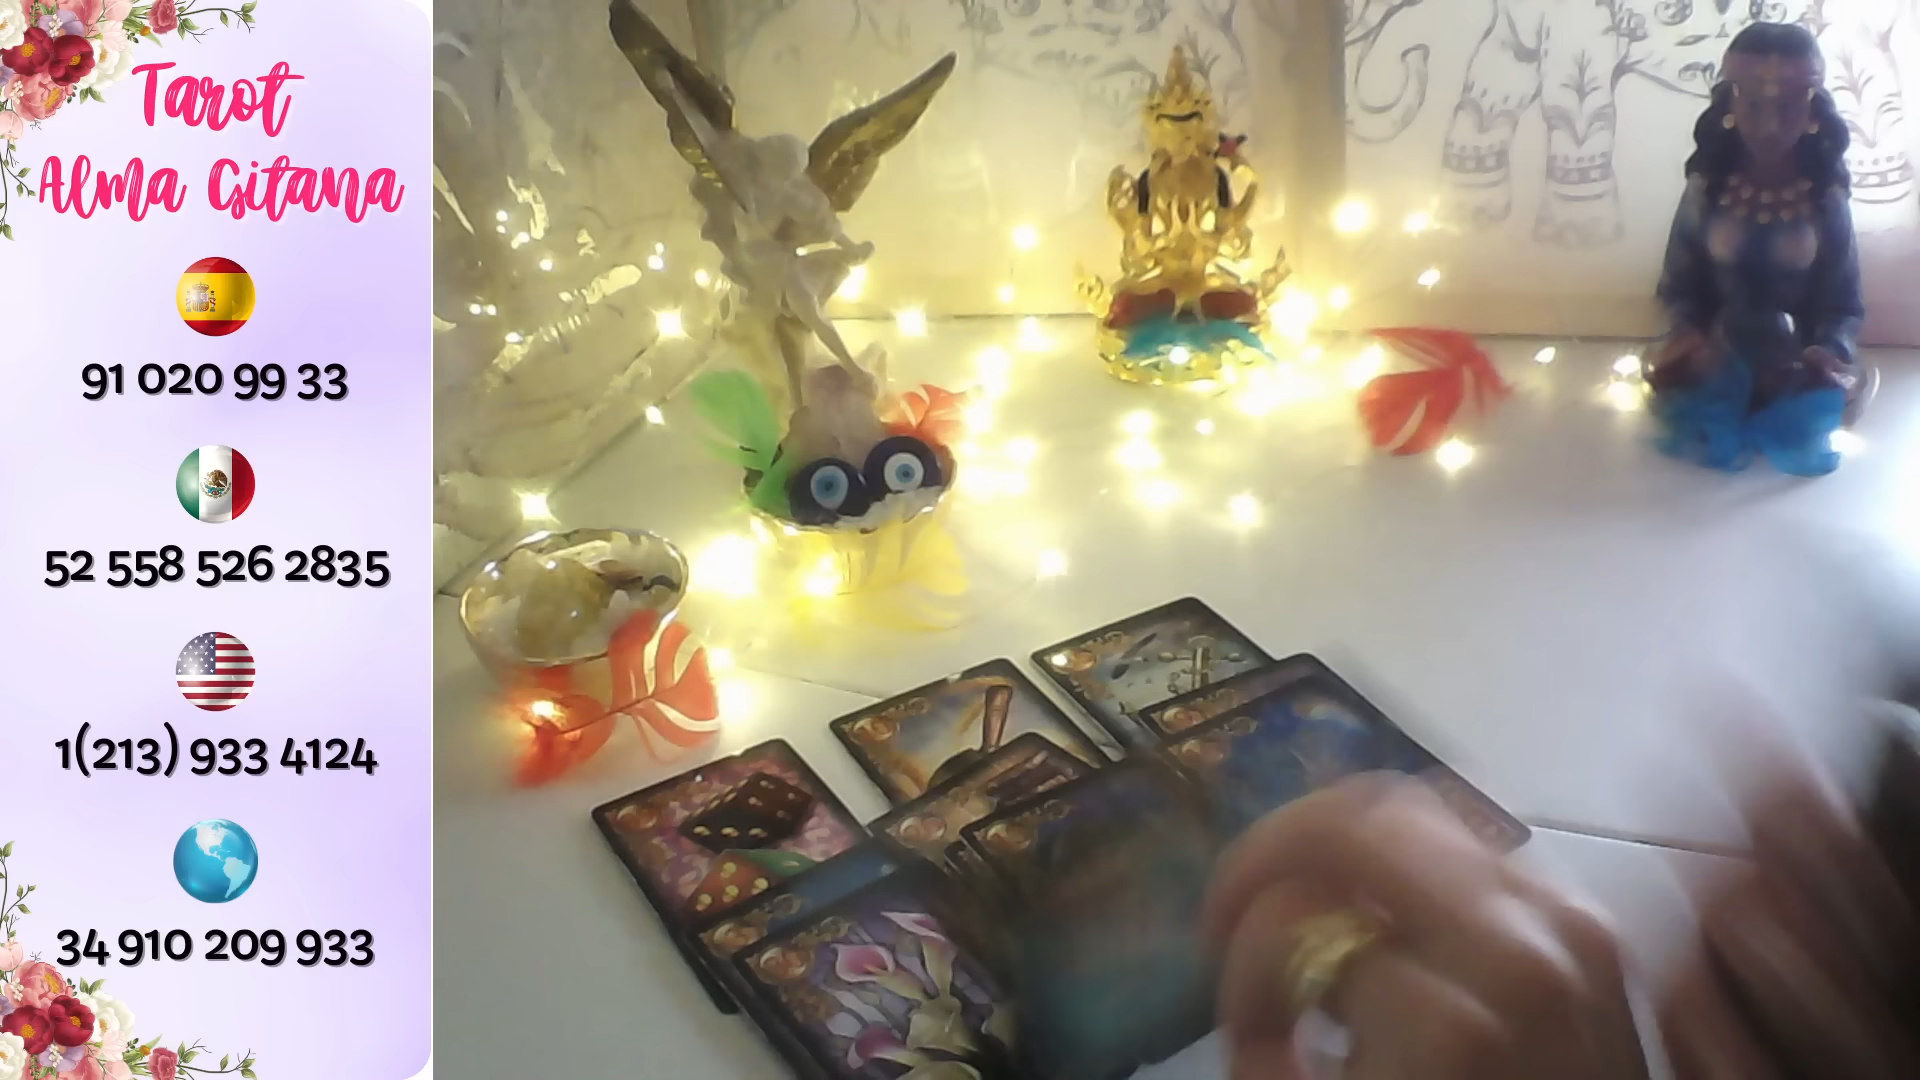 Tarot
Alma Gitana
91 020 99 33
52 558 526 2835
1(213) 933 4124
34 910 209 933